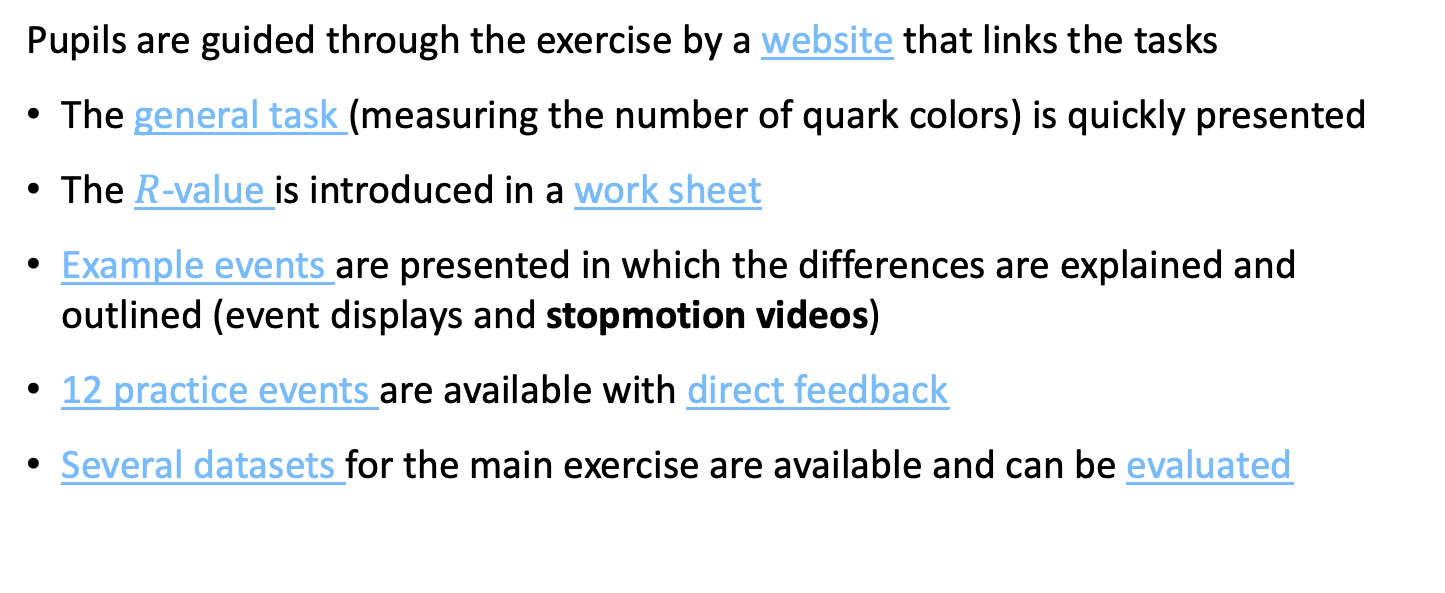 Pupils are guided through the exercise by a website that links the tasks
• The general task (measuring the number of quark colors) is quickly presented
• The R-value is introduced in a work sheet
• Example events are presented in which the differences are explained and
outlined (event displays and stopmotion videos)
• 12 practice events are available with direct feedback
• Several datasets for the main exercise are available and can be evaluated